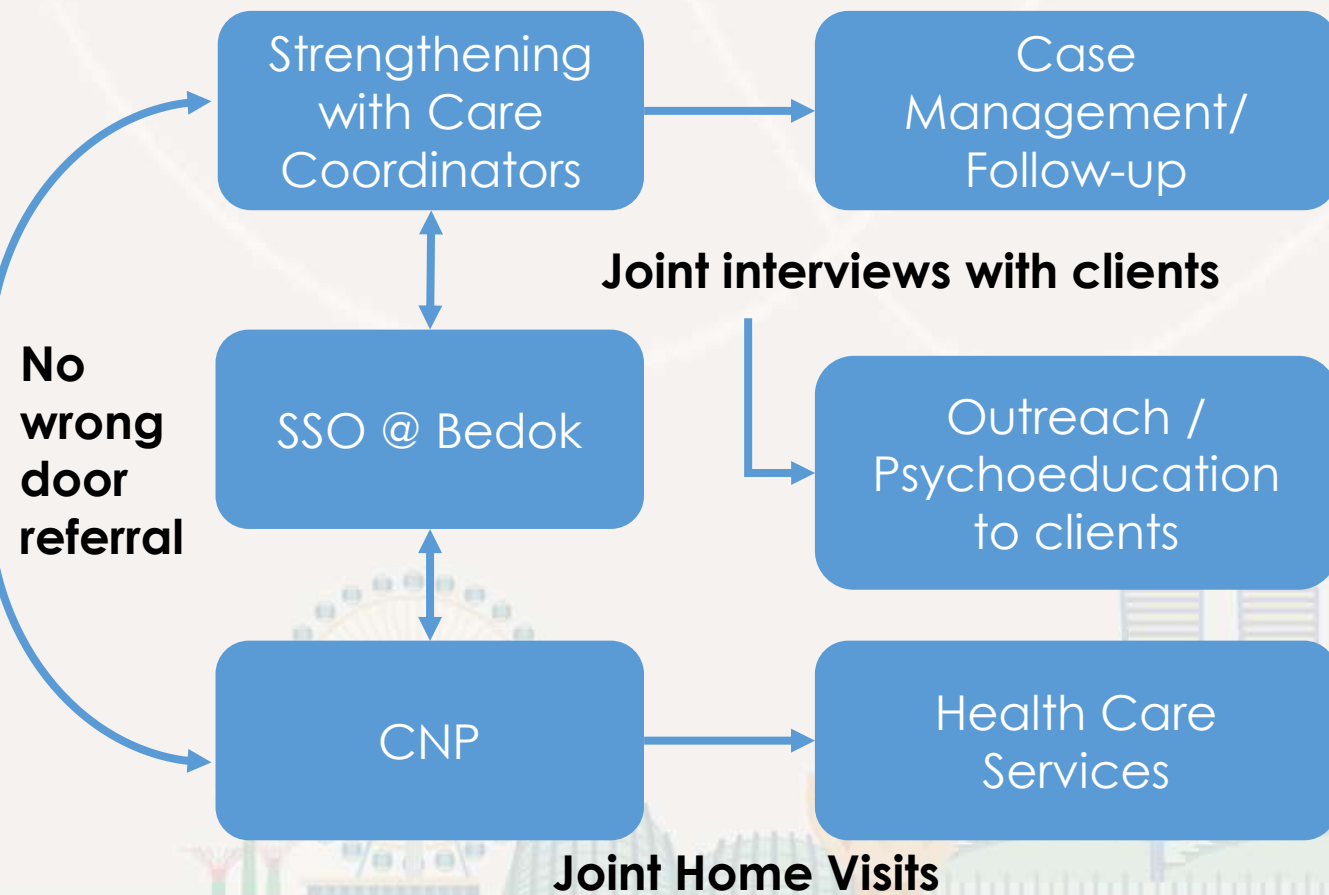 Strengthening
with Care
Coordinators
Case
Management/
Follow-up
Joint interviews with clients
No
wrong
door
referral
SSO @ Bedok
Outreach /
Psychoeducation
to clients
CNP
Health Care
Services
Joint Home Visits